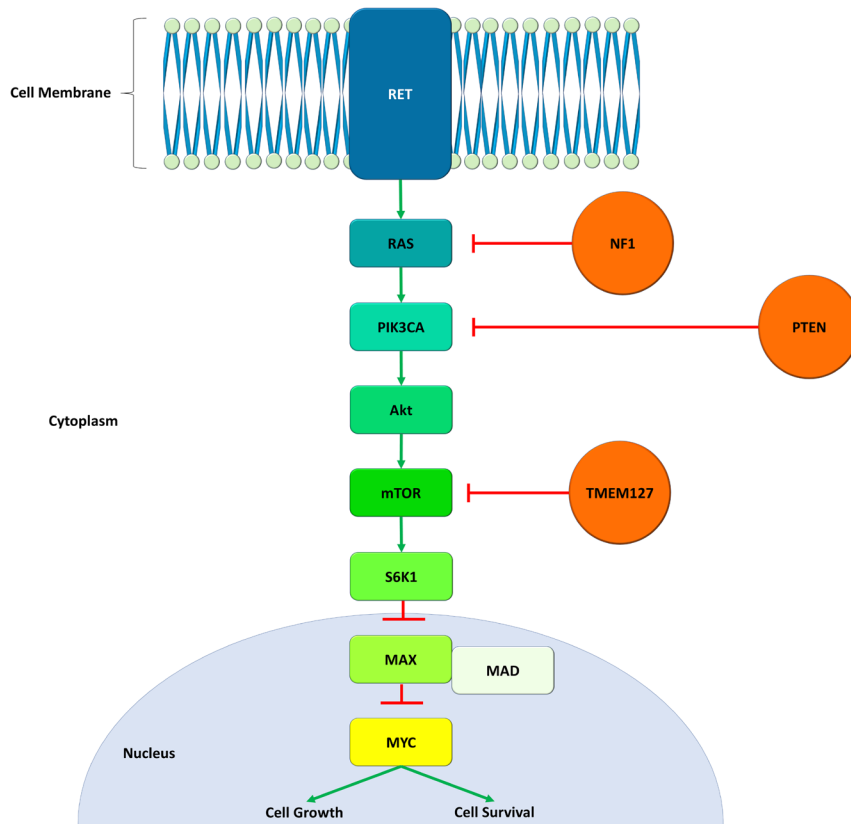 Cell Membrane
RET
RAS
NF1
PIK3CA
PTEN
Akt
Cytoplasm
mTOR
TMEM127
S6K1
MAX
MAD
MYC
Nucleus
Cell Growth
Cell Survival